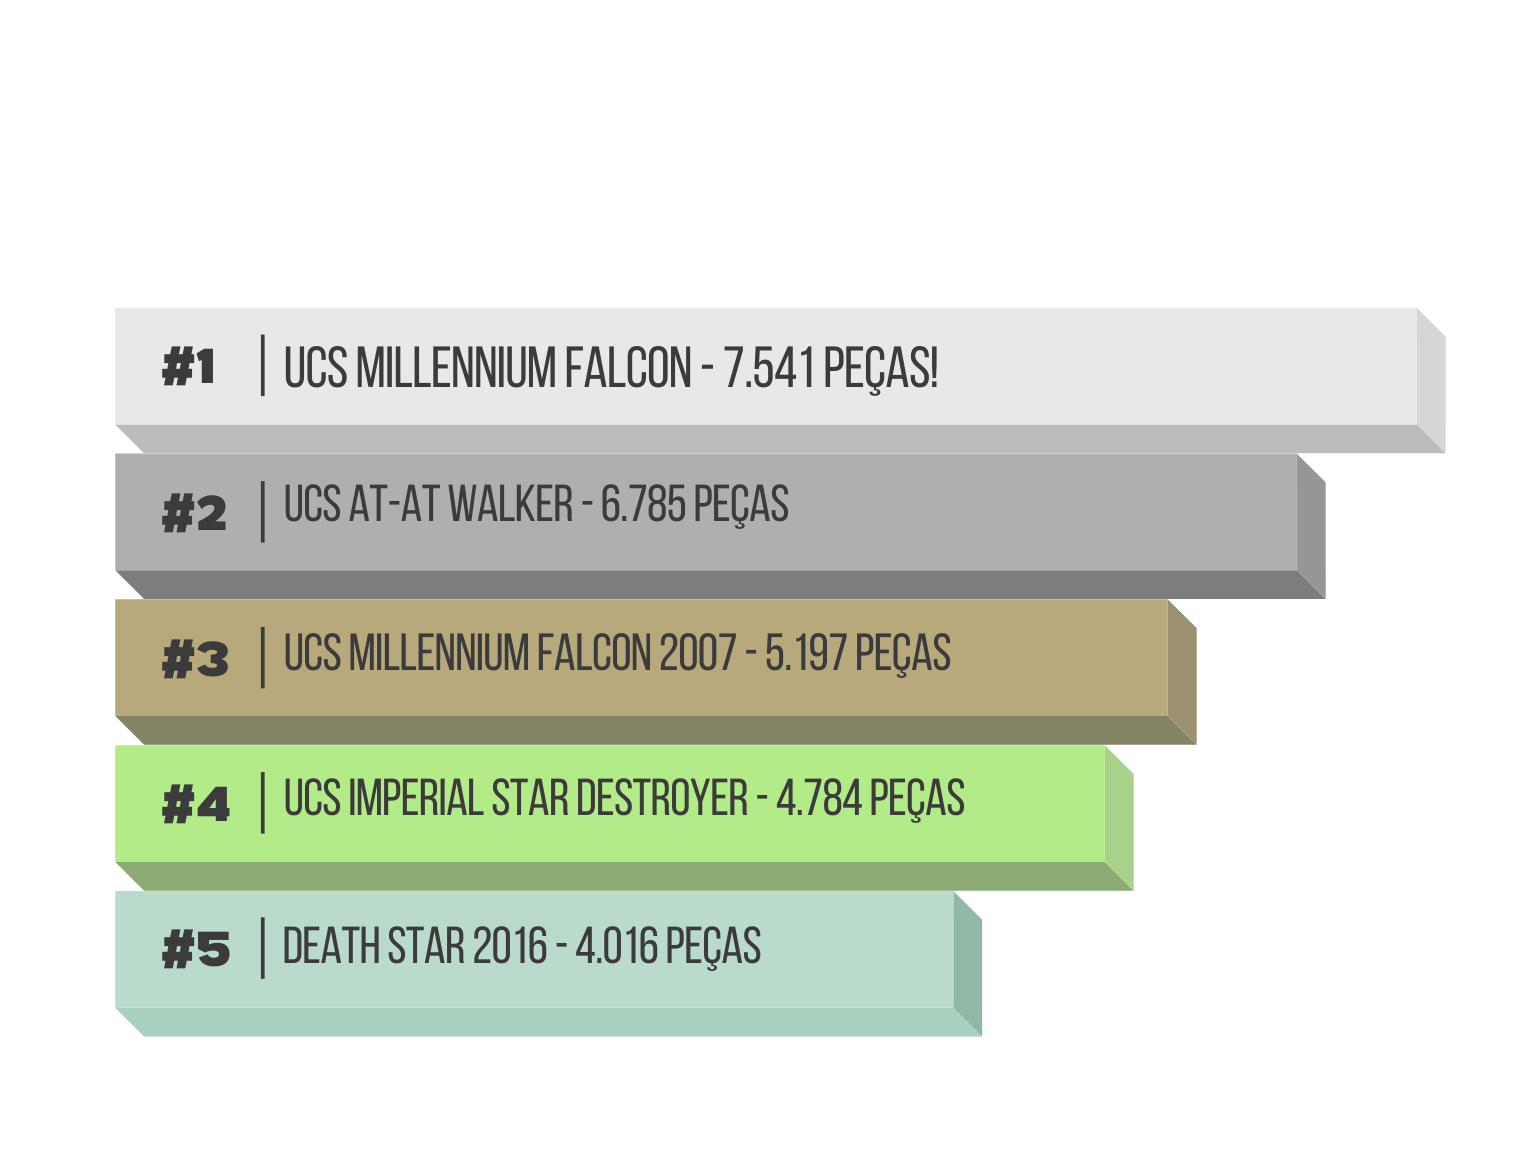 #1 | UCS MILLENNIUM FALCON - 7.541 PEÇAS!
#2 | UCS AT-AT WALKER - 6.785 PEÇAS
#3 | UCS MILLENNIUM FALCON 2007 - 5.197 PEÇAS
#4 | UCS IMPERIAL STAR DESTROYER - 4.784 PEÇAS
#5 | DEATH STAR 2016 - 4.016 PEÇAS